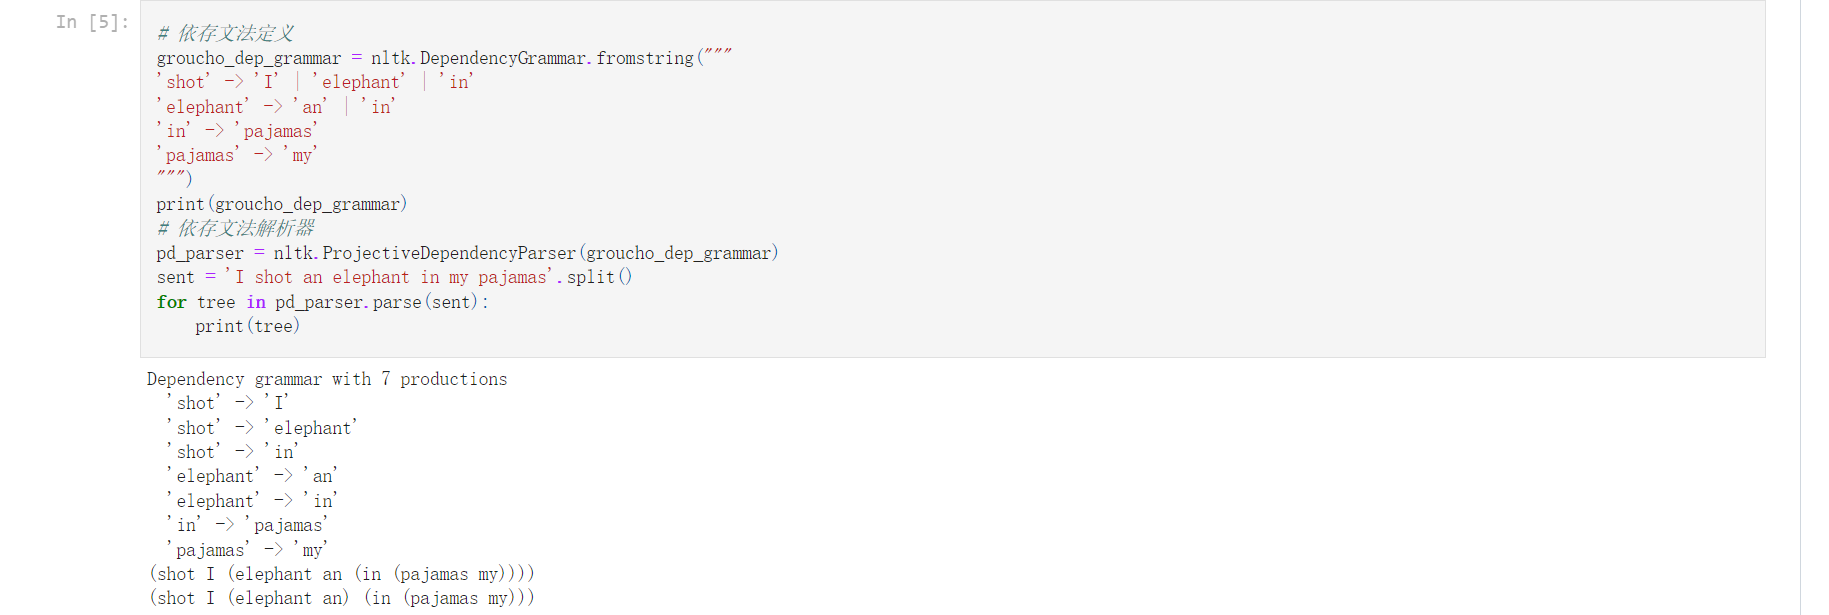 In [5]:
# 依存文法定义
groucho_dep_grammar = nltk.DependencyGrammar.fromstring("""
'shot' -> 'I' | 'elephant' | 'in'
'elephant' -> 'an' | 'in'
'in' -> 'pajamas'
'pajamas' -> 'my'
""")
print(groucho_dep_grammar)
# 依存文法解析器
pd_parser = nltk.ProjectiveDependencyParser(groucho_dep_grammar)
sent = 'I shot an elephant in my pajamas'.split()
for tree in pd_parser.parse(sent):
    print(tree)
Dependency grammar with 7 productions
  'shot' -> 'I'
  'shot' -> 'elephant'
  'shot' -> 'in'
  'elephant' -> 'an'
  'elephant' -> 'in'
  'in' -> 'pajamas'
  'pajamas' -> 'my'
(shot I (elephant an (in (pajamas my))))
(shot I (elephant an) (in (pajamas my)))